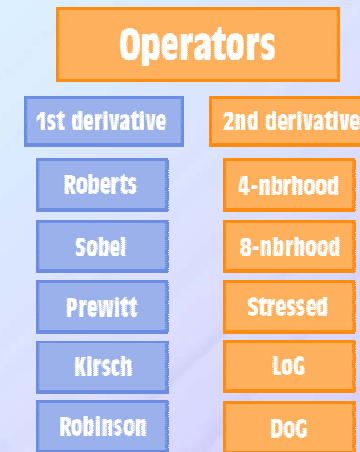 Operators
1st derivative
2nd derivative
Roberts
4-nbrhood
Sobel
8-nbrhood
Prewitt
Stressed
Kirsch
LoG
Robinson
DoG